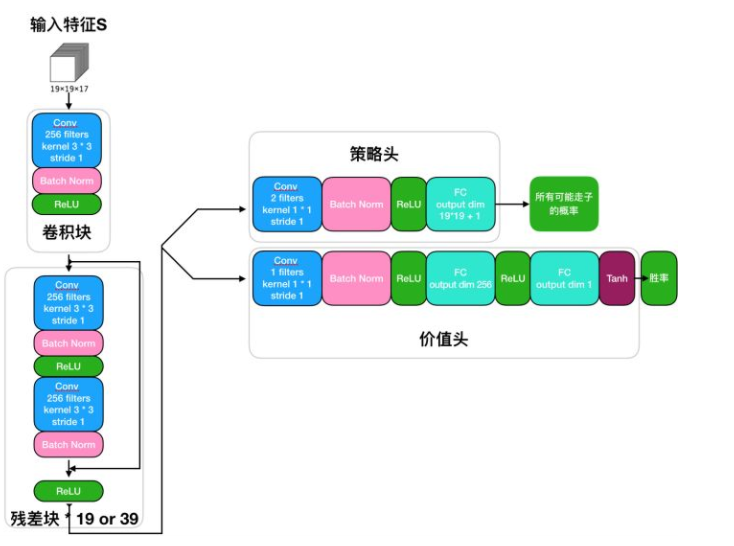 输入特征S
19×19×17
Conv
256 filters
kernel 3 * 3
stride 1
Batch Norm
ReLU
卷积块
Conv
256 filters
kernel 3 * 3
stride 1
Batch Norm
ReLU
Conv
256 filters
kernel 3 * 3
stride 1
Batch Norm
ReLU
残差块 * 19 or 39
策略头
Conv
2 filters
kernel 1 * 1
stride 1
Batch Norm
ReLU
FC
output dim
19*19 + 1
所有可能走子
的概率
Conv
1 filters
kernel 1 * 1
stride 1
Batch Norm
ReLU
FC
output dim 256
ReLU
FC
output dim 1
Tanh
胜率
价值头